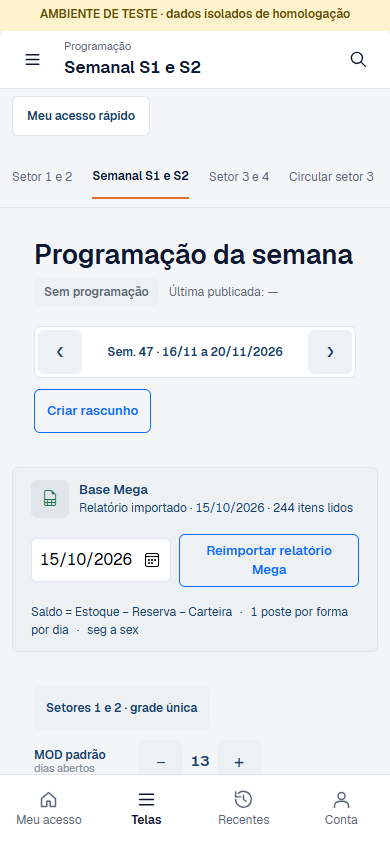 AMBIENTE DE TESTE · dados isolados de homologação
Programação
Semanal S1 e S2
Meu acesso rápido
Setor 1 e 2 Semanal S1 e S2 Setor 3 e 4 Circular setor 3
Programação da semana
Sem programação Última publicada: —
‹ Sem. 47 · 16/11 a 20/11/2026 ›
Criar rascunho
Base Mega
Relatório importado · 15/10/2026 · 244 itens lidos
15/10/2026
Reimportar relatório
Mega
Saldo = Estoque – Reserva – Carteira · 1 poste por forma
por dia · seg a sex
Setores 1 e 2 · grade única
MOD padrão
dias abertos
− 13 +
Meu acesso Telas Recentes Conta